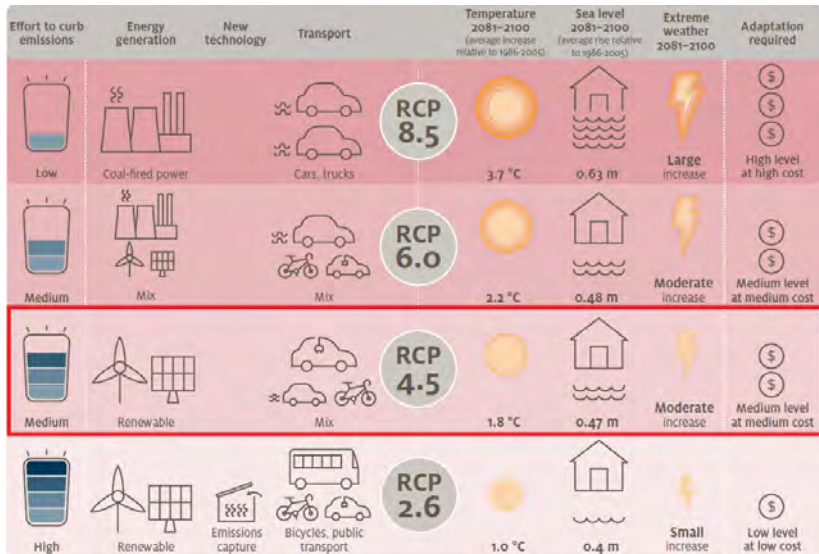 Effort to curb
emissions
Energy
generation
New
technology
Transport
Temperature
2081–2100
(average increase
relative to 1986-2005)
Sea level
2081–2100
(average rise relative
to 1986-2005)
Extreme
weather
2081–2100
Adaptation
required
Low
Coal-fired power
Cars, trucks
RCP
8.5
3.7 °C
0.63 m
Large
increase
$
$
$
High level
at high cost
Medium
Mix
Mix
RCP
6.0
2.2 °C
0.48 m
Moderate
increase
$
$
Medium level
at medium cost
Medium
Renewable
Mix
RCP
4.5
1.8 °C
0.47 m
Moderate
increase
$
$
Medium level
at medium cost
High
Renewable
Emissions
capture
Bicycles, public
transport
RCP
2.6
1.0 °C
0.4 m
Small
increase
$
Low level
at low cost